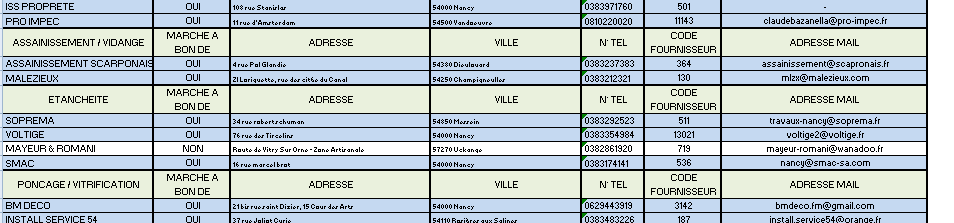 ISS PROPRETE OUI 108 rue Stanislas 54000 Nancy 0383971760 501 -
PRO IMPEC OUI 11 rue d'Amsterdam 54500 Vandoeuvre 0810220020 11143 claudebazanella@pro-impec.fr
ASSAINISSEMENT / VIDANGE MARCHE A BON DE ADRESSE VILLE N° TEL CODE FOURNISSEUR ADRESSE MAIL
ASSAINISSEMENT SCARPONAIS OUI 4 rue Pol Glandie 54380 Dieulouard 0383237383 364 assainissement@scarponais.fr
MALEZIEUX OUI ZI Lariquette, rue des cités du Canal 54250 Champigneulles 0383212321 130 mlzx@malezieux.com
ETANCHEITE MARCHE A BON DE ADRESSE VILLE N° TEL CODE FOURNISSEUR ADRESSE MAIL
SOPREMA OUI 34 rue robert schuman 54850 Messein 0383292523 511 travaux-nancy@soprema.fr
VOLTIGE OUI 76 rue des Tiercelins 54000 Nancy 0383354984 13021 voltige2@voltige.fr
MAYEUR & ROMANI NON Route de Vitry Sur Orne - Zone Artisanale 57270 Uckange 0382861920 719 mayeur-romani@wanadoo.fr
SMAC OUI 16 rue marcel brot 54000 Nancy 0383174141 536 nancy@smac-sa.com
PONCAGE / VITRIFICATION MARCHE A BON DE ADRESSE VILLE N° TEL CODE FOURNISSEUR ADRESSE MAIL
BM DECO OUI 21 bis rue saint Dizier, 15 Cour des Arts 54000 Nancy 0629443919 3142 bmdeco.fm@gmail.com
INSTALL SERVICE 54 OUI 37 rue Joliot Curie 54110 Rosières aux Salines 0383483226 187 install.service54@orange.fr